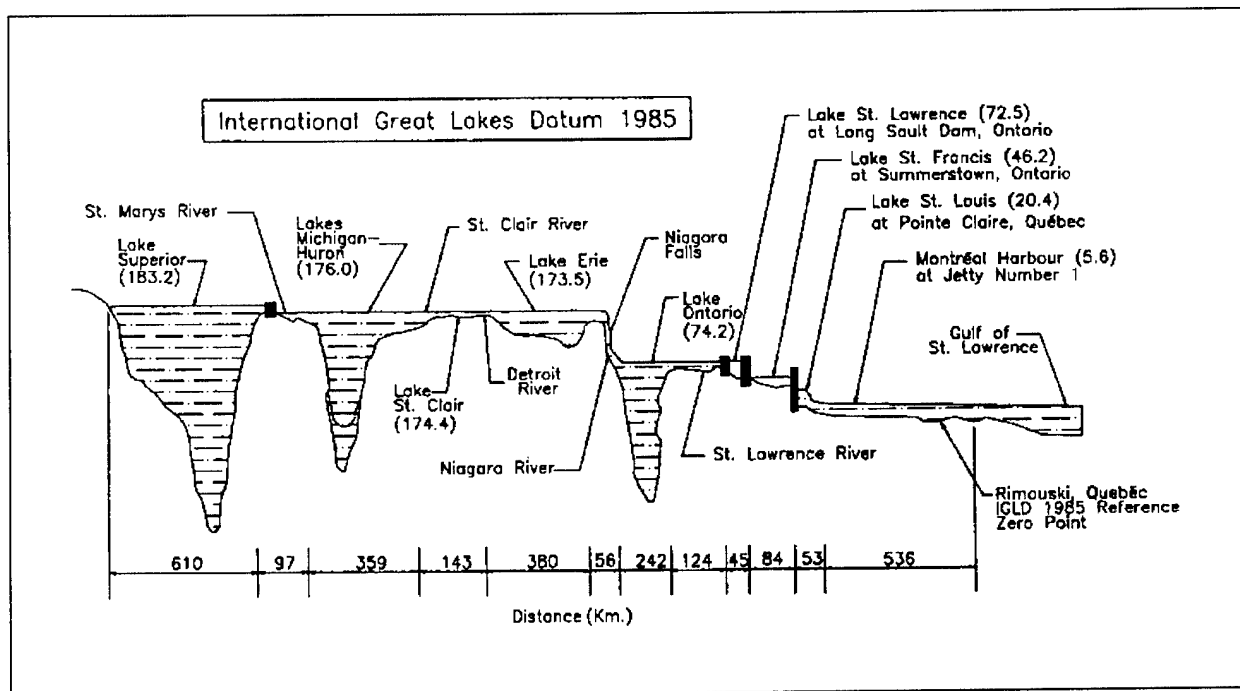 International Great Lakes Datum 1985
Lake St. Lawrence (72.5)
at Long Sault Dam, Ontario
Lake St. Francis (46.2)
at Summerstown, Ontario
Lake St. Louis (20.4)
at Pointe Claire, Québec
Montréal Harbour (5.6)
at Jetty Number 1
Gulf of
St. Lawrence
St. Marys River
Lake
Superior
(183.2)
Lakes
Michigan
Huron
(176.0)
St. Clair River
Lake Erie
(173.5)
Niagara
Falls
Lake
Ontario
(74.2)
Lake
St. Clair
(174.4)
Detroit
River
Niagara River
St. Lawrence River
Rimouski, Quebéc
IGLD 1985 Reference
Zero Point
610 97 359 143 380 56 242 124 45 84 53 536
Distance (Km.)